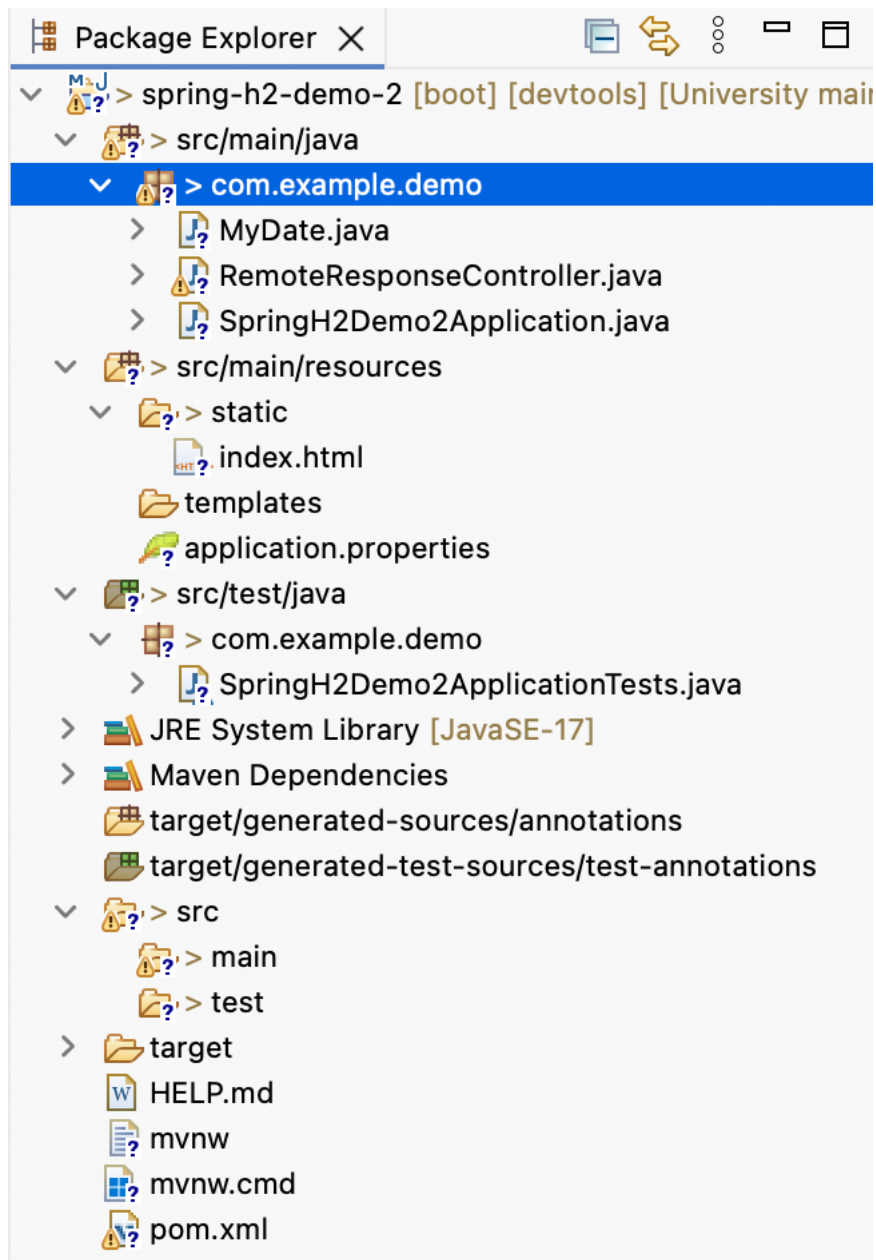 Package Explorer
> spring-h2-demo-2 [boot] [devtools] [University mair
> src/main/java
> com.example.demo
MyDate.java
RemoteResponseController.java
SpringH2Demo2Application.java
> src/main/resources
> static
index.html
templates
application.properties
> src/test/java
> com.example.demo
SpringH2Demo2ApplicationTests.java
JRE System Library [JavaSE-17]
Maven Dependencies
target/generated-sources/annotations
target/generated-test-sources/test-annotations
> src
> main
> test
target
HELP.md
mvnw
mvnw.cmd
pom.xml